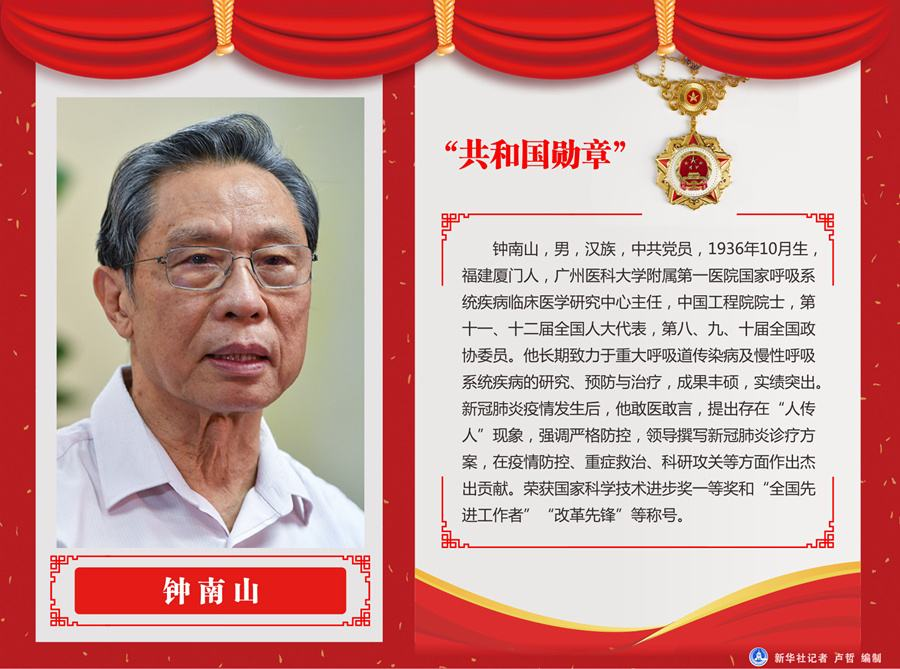 “共和国勋章”
钟南山，男，汉族，中共党员，1936年10月生，
福建厦门人，广州医科大学附属第一医院国家呼吸系
统疾病临床医学研究中心主任，中国工程院院士，第
十一、十二届全国人大代表，第八、九、十届全国政
协委员。他长期致力于重大呼吸道传染病及慢性呼吸
系统疾病的研究、预防与治疗，成果丰硕，实绩突出。
新冠肺炎疫情发生后，他敢医敢言，提出存在“人传
人”现象，强调严格防控，领导撰写新冠肺炎诊疗方
案，在疫情防控、重症救治、科研攻关等方面作出杰
出贡献。荣获国家科学技术进步奖一等奖和“全国先
进工作者”“改革先锋”等称号。
钟南山
新华社记者 卢哲 编制